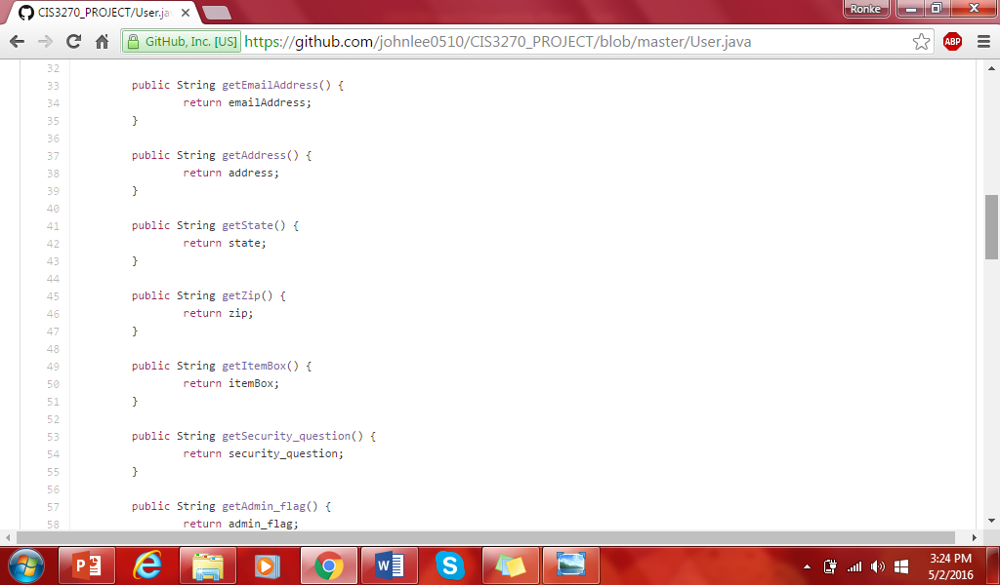 CIS3270_PROJECT/User.ja
Ronke
GitHub, Inc. [US] https://github.com/johnlee0510/CIS3270_PROJECT/blob/master/User.java
ABP
32
33 public String getEmailAddress() {
34 return emailAddress;
35 }
36
37 public String getAddress() {
38 return address;
39 }
40
41 public String getState() {
42 return state;
43 }
44
45 public String getZip() {
46 return zip;
47 }
48
49 public String getItemBox() {
50 return itemBox;
51 }
52
53 public String getSecurity_question() {
54 return security_question;
55 }
56
57 public String getAdmin_flag() {
58 return admin_flag;
3:24 PM
5/2/2016